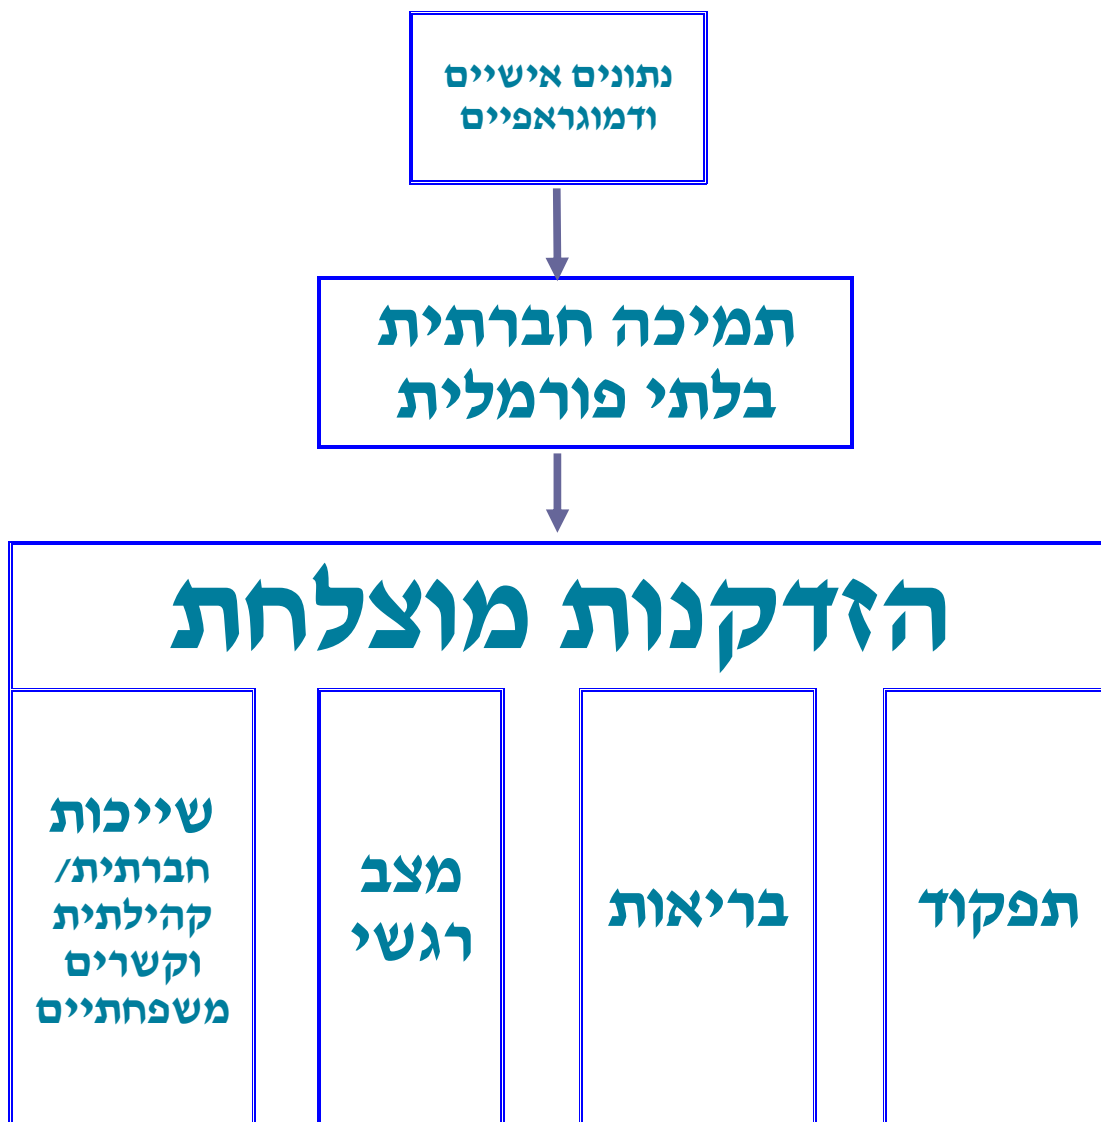 נתונים אישיים
ודמוגראפיים
תמיכה חברתית
בלתי פורמלית
הזדקנות מוצלחת
תפקוד
בריאות
מצב
רגשי
שייכות
חברתית/
קהילתית
וקשרים
משפחתיים